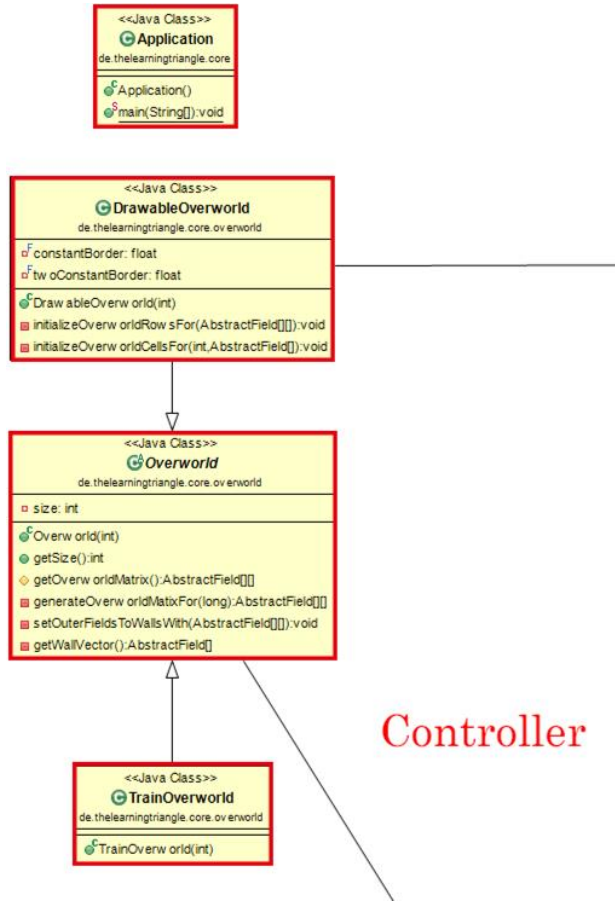 <<Java Class>>
Application
de.thelearningtriangle.core
Application()
main(String[]):void
<<Java Class>>
DrawableOverworld
de.thelearningtriangle.core.overworld
constantBorder: float
twoConstantBorder: float
DrawableOverworld(int)
initializeOverworldRowsFor(AbstractField[][]):void
initializeOverworldCellsFor(int,AbstractField[]):void
<<Java Class>>
Overworld
de.thelearningtriangle.core.overworld
size: int
Overworld(int)
getSize():int
getOverworldMatrix():AbstractField[][]
generateOverworldMatixFor(long):AbstractField[][]
setOuterFieldsToWallsWith(AbstractField[][]):void
getWallVector():AbstractField[]
Controller
<<Java Class>>
TrainOverworld
de.thelearningtriangle.core.overworld
TrainOverworld(int)